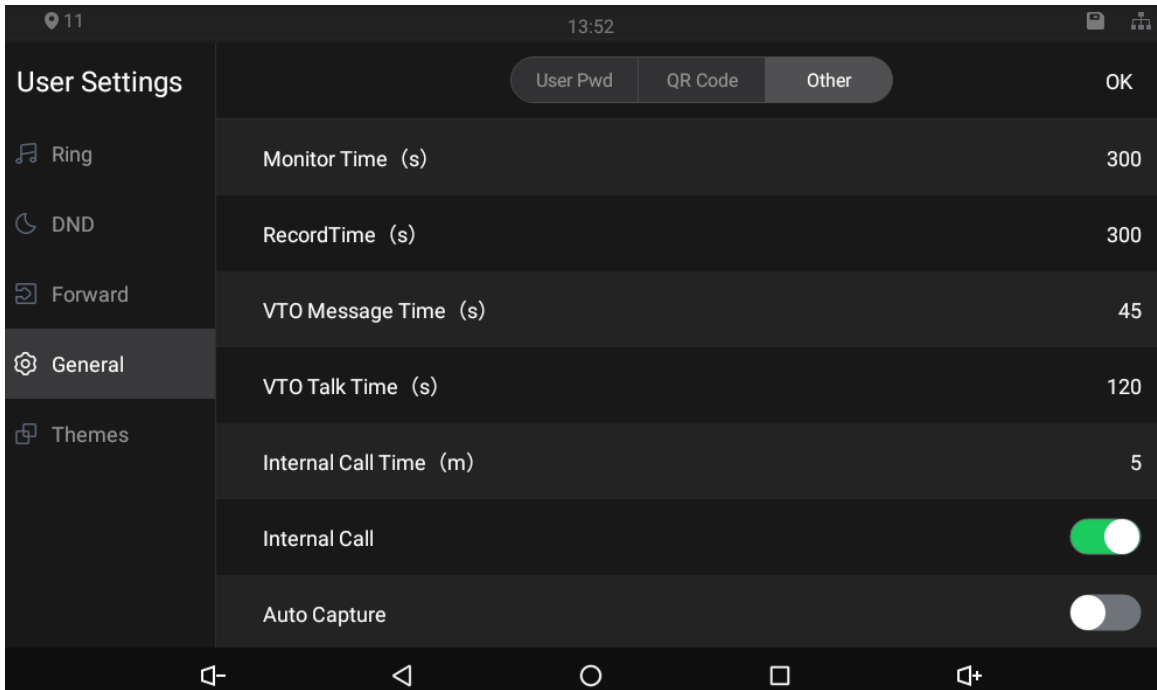 11
13:52
User Settings
User Pwd
QR Code
Other
OK
Ring
DND
Forward
General
Themes
Monitor Time（s）
300
RecordTime（s）
300
VTO Message Time（s）
45
VTO Talk Time（s）
120
Internal Call Time（m）
5
Internal Call
Auto Capture